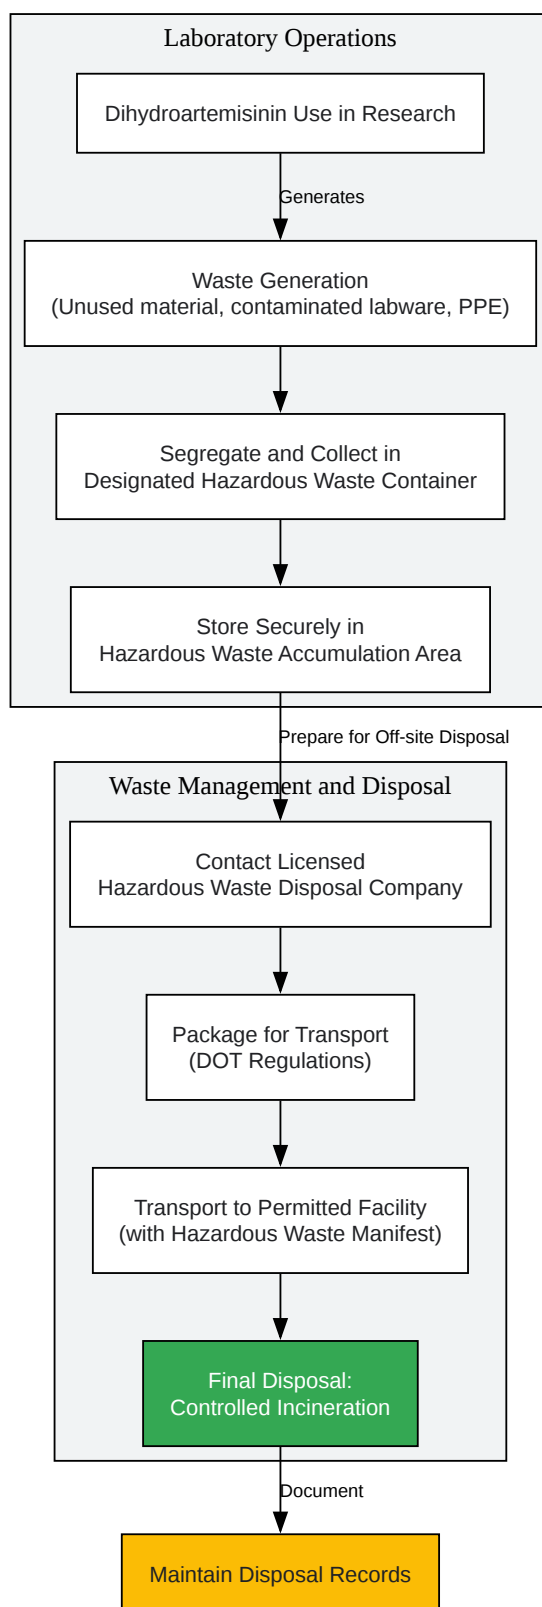 Laboratory Operations
Dihydroartemisinin Use in Research
Generates
Waste Generation
(Unused material, contaminated labware, PPE)
Segregate and Collect in
Designated Hazardous Waste Container
Store Securely in
Hazardous Waste Accumulation Area
Prepare for Off-site Disposal
Waste Management and Disposal
Contact Licensed
Hazardous Waste Disposal Company
Package for Transport
(DOT Regulations)
Transport to Permitted Facility
(with Hazardous Waste Manifest)
Final Disposal:
Controlled Incineration
Document
Maintain Disposal Records